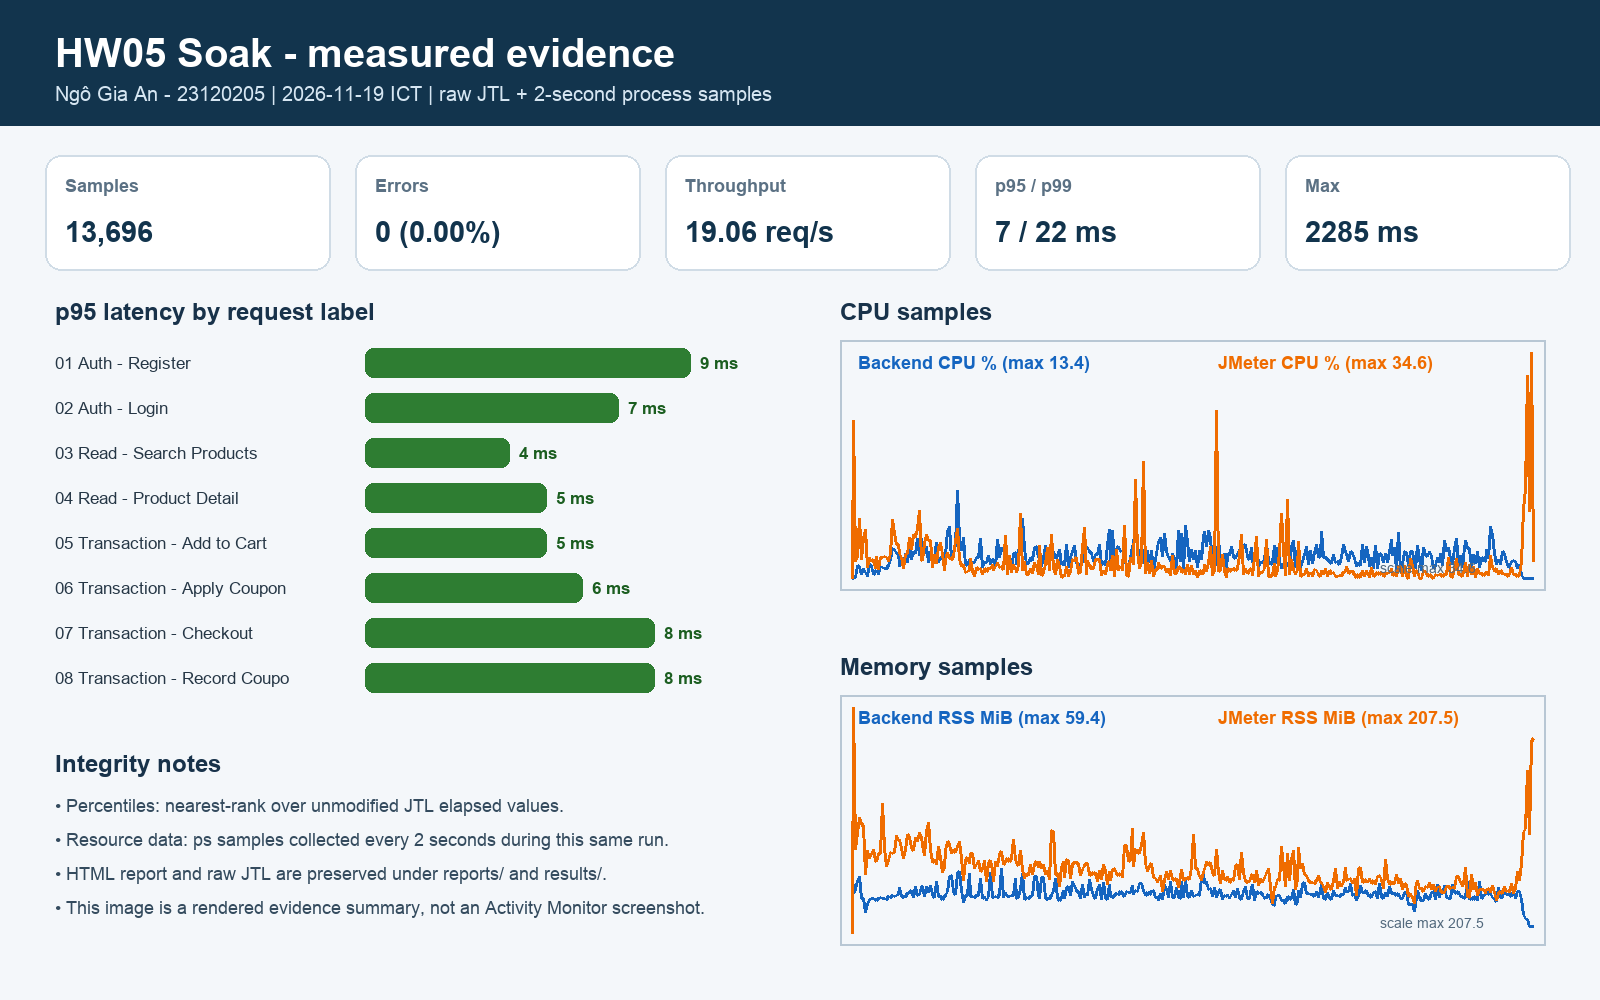 HW05 Soak - measured evidence
Ngô Gia An - 23120205 | 2026-11-19 ICT | raw JTL + 2-second process samples
Samples
13,696
Errors
0 (0.00%)
Throughput
19.06 req/s
p95 / p99
7 / 22 ms
Max
2285 ms
p95 latency by request label
01 Auth - Register
9 ms
02 Auth - Login
7 ms
03 Read - Search Products
4 ms
04 Read - Product Detail
5 ms
05 Transaction - Add to Cart
5 ms
06 Transaction - Apply Coupon
6 ms
07 Transaction - Checkout
8 ms
08 Transaction - Record Coupo
8 ms
Integrity notes
• Percentiles: nearest-rank over unmodified JTL elapsed values.
• Resource data: ps samples collected every 2 seconds during this same run.
• HTML report and raw JTL are preserved under reports/ and results/.
• This image is a rendered evidence summary, not an Activity Monitor screenshot.
CPU samples
Backend CPU % (max 13.4)
JMeter CPU % (max 34.6)
scale max
Memory samples
Backend RSS MiB (max 59.4)
JMeter RSS MiB (max 207.5)
scale max 207.5